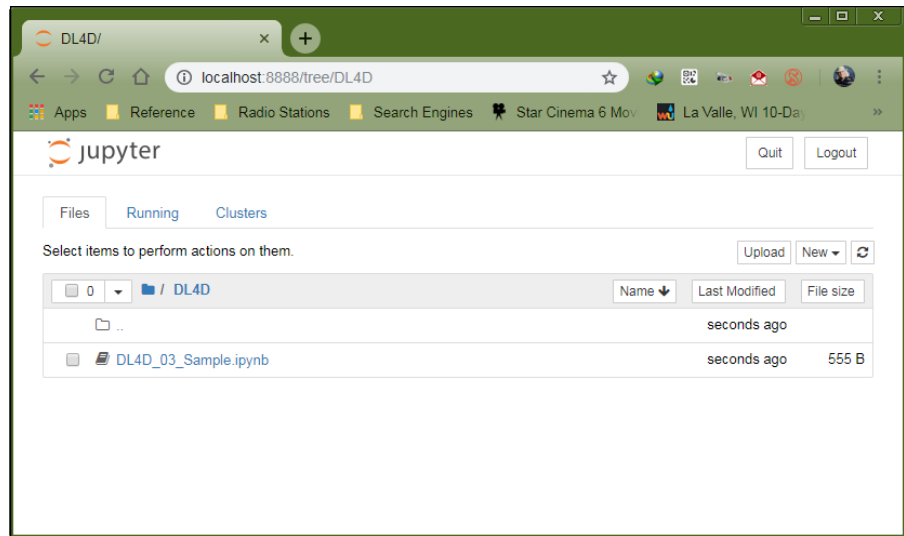 DL4D/
localhost:8888/tree/DL4D
Apps Reference Radio Stations Search Engines Star Cinema 6 Mov La Valle, WI 10-Day
jupyter Quit Logout
Files Running Clusters
Select items to perform actions on them. Upload New
0 / DL4D Name Last Modified File size
.. seconds ago
DL4D_03_Sample.ipynb seconds ago 555 B